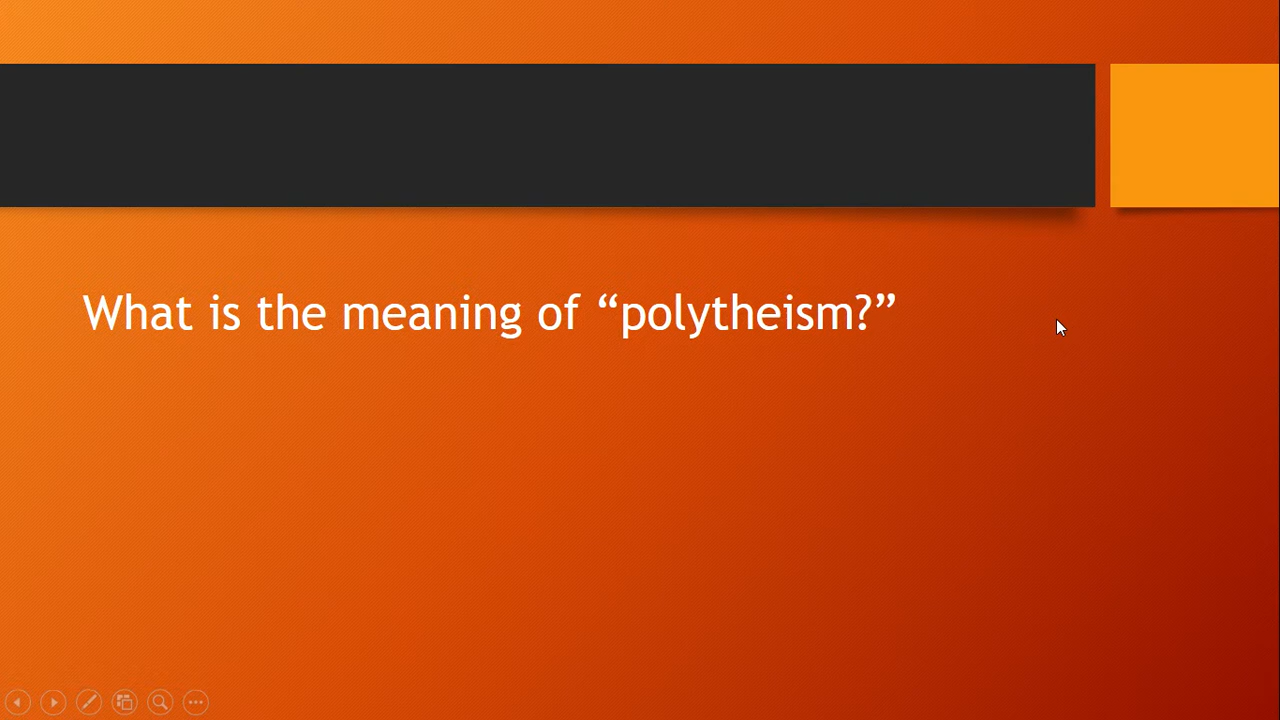 What is the meaning of “polytheism?”